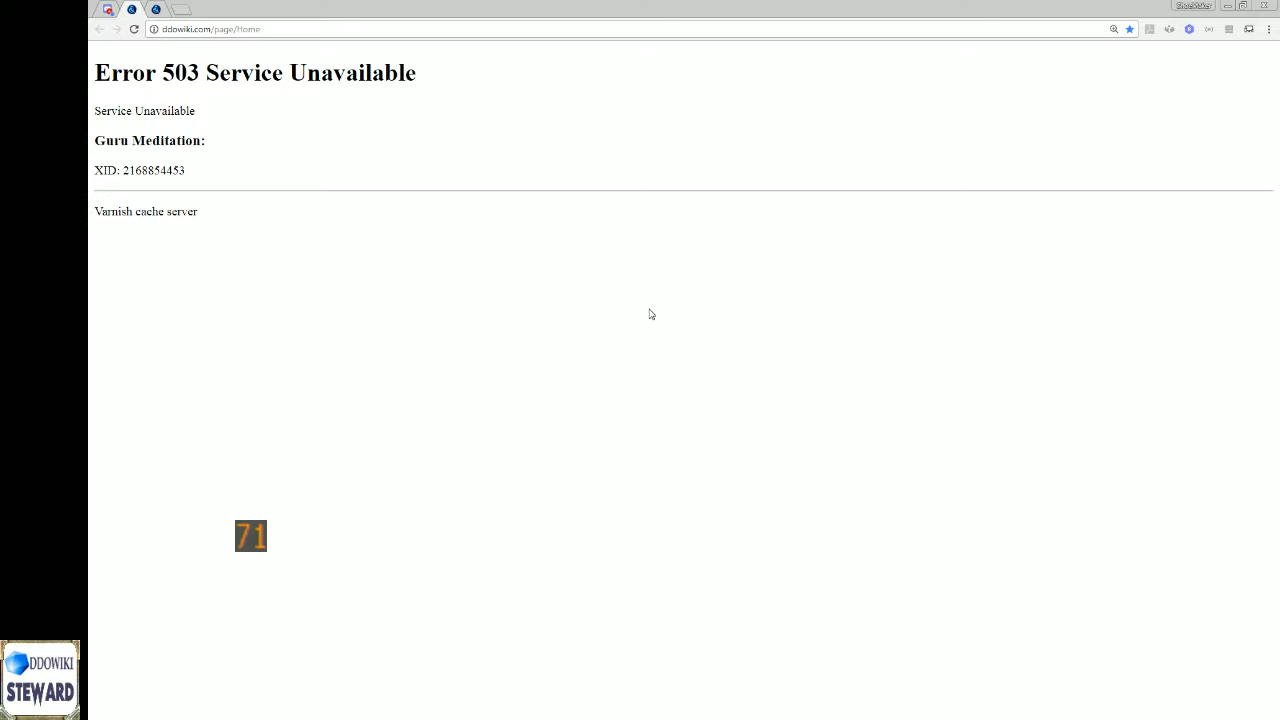 ShoeMaker
ddowiki.com/page/Home
Error 503 Service Unavailable
Service Unavailable
Guru Meditation:
XID: 2168854453
Varnish cache server
71
DDOWIKI
STEWARD